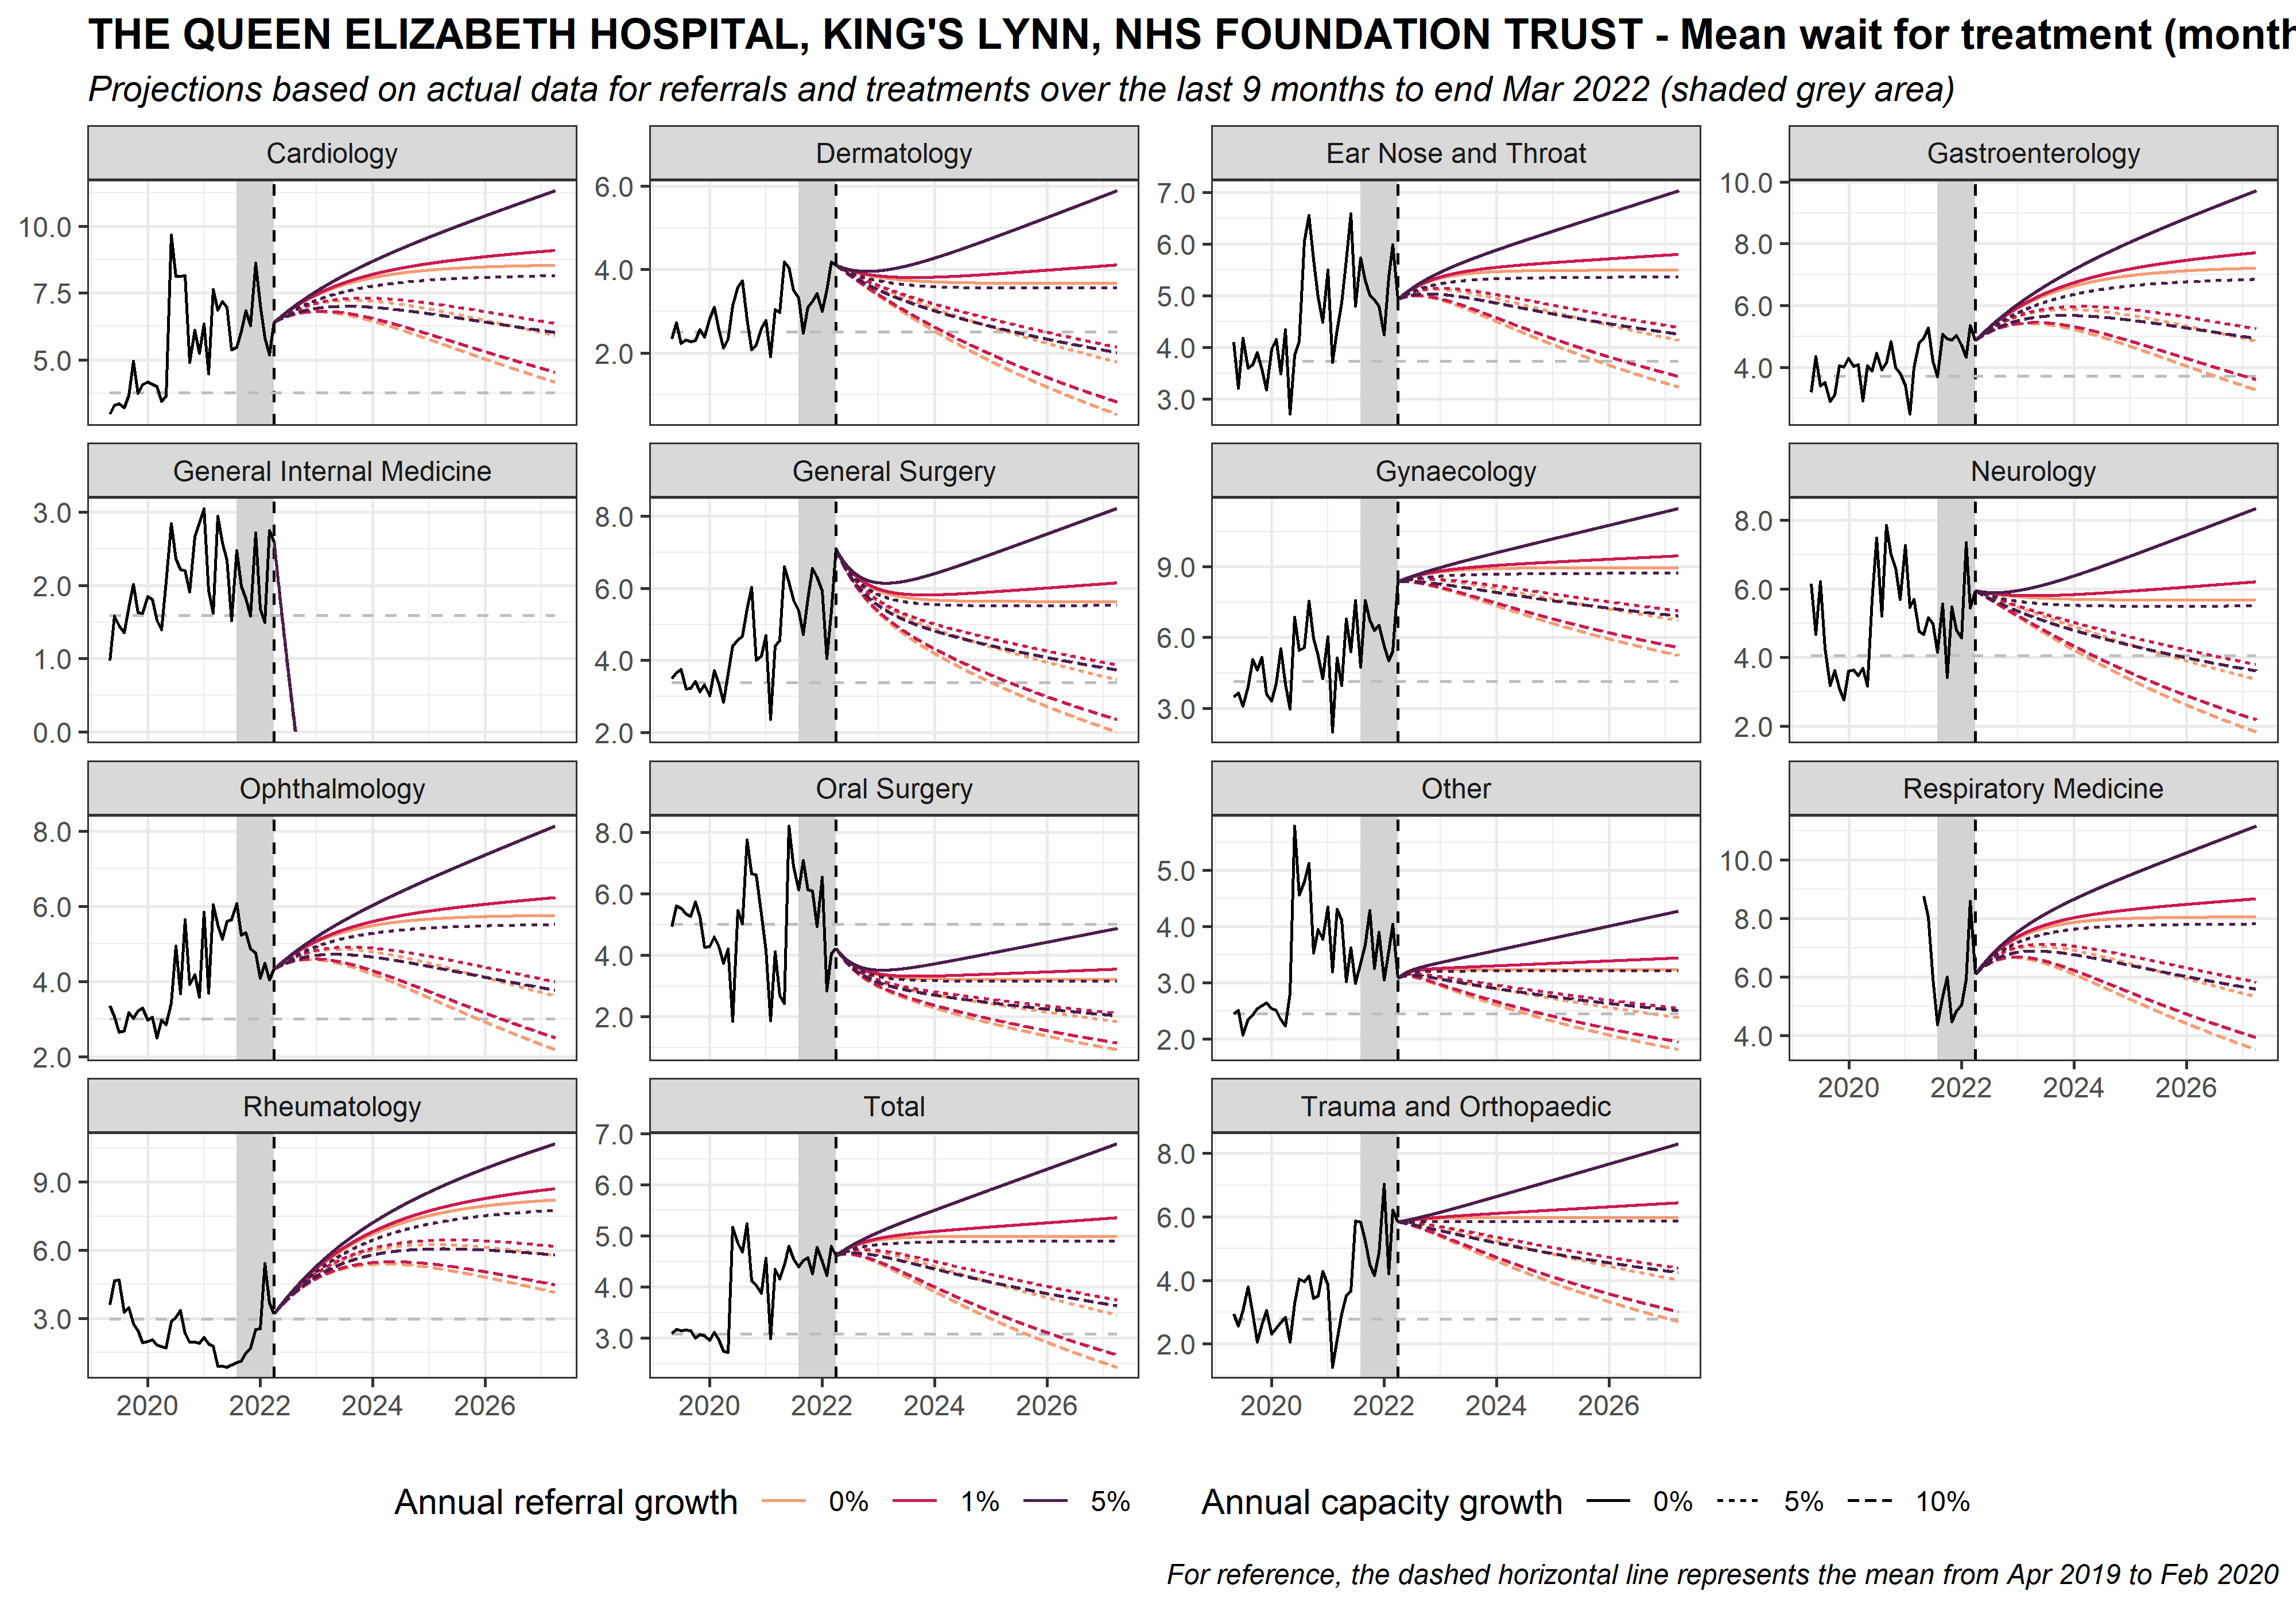 THE QUEEN ELIZABETH HOSPITAL, KING'S LYNN, NHS FOUNDATION TRUST - Mean wait for treatment (month
Projections based on actual data for referrals and treatments over the last 9 months to end Mar 2022 (shaded grey area)
Cardiology
Dermatology
Ear Nose and Throat
Gastroenterology
10.0
7.5
5.0
6.0
4.0
2.0
7.0
6.0
5.0
4.0
3.0
10.0
8.0
6.0
4.0
General Internal Medicine
General Surgery
Gynaecology
Neurology
3.0
2.0
1.0
0.0
8.0
6.0
4.0
2.0
9.0
6.0
3.0
8.0
6.0
4.0
2.0
Ophthalmology
Oral Surgery
Other
Respiratory Medicine
8.0
6.0
4.0
2.0
8.0
6.0
4.0
2.0
5.0
4.0
3.0
2.0
10.0
8.0
6.0
4.0
2020 2022 2024 2026
Rheumatology
Total
Trauma and Orthopaedic
9.0
6.0
3.0
7.0
6.0
5.0
4.0
3.0
8.0
6.0
4.0
2.0
2020 2022 2024 2026
2020 2022 2024 2026
2020 2022 2024 2026
Annual referral growth 0% 1% 5%
Annual capacity growth 0% 5% 10%
For reference, the dashed horizontal line represents the mean from Apr 2019 to Feb 2020